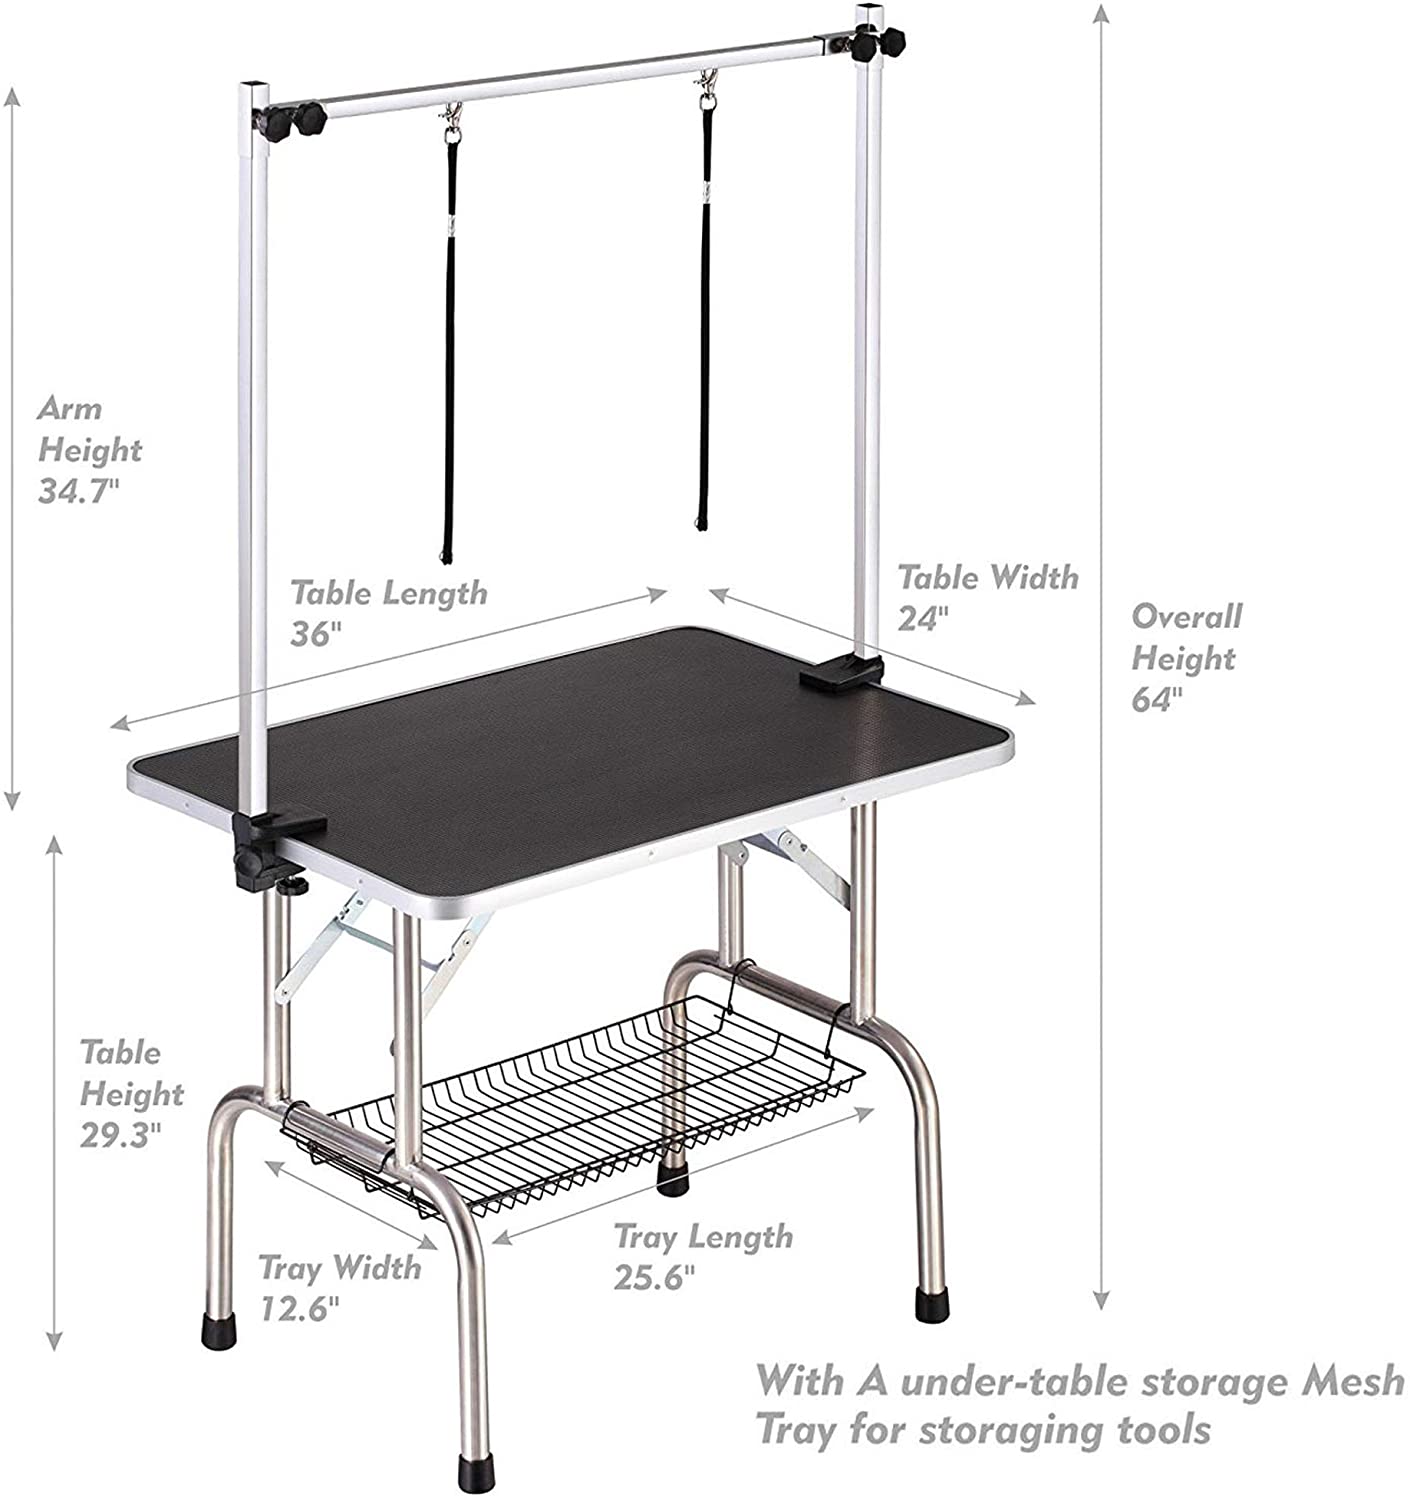 Arm
Height
34.7"
Table Length
36"
Table Width
24"
Overall
Height
64"
Table
Height
29.3"
Tray Width
12.6"
Tray Length
25.6"
With A under-table storage Mesh
Tray for storaging tools